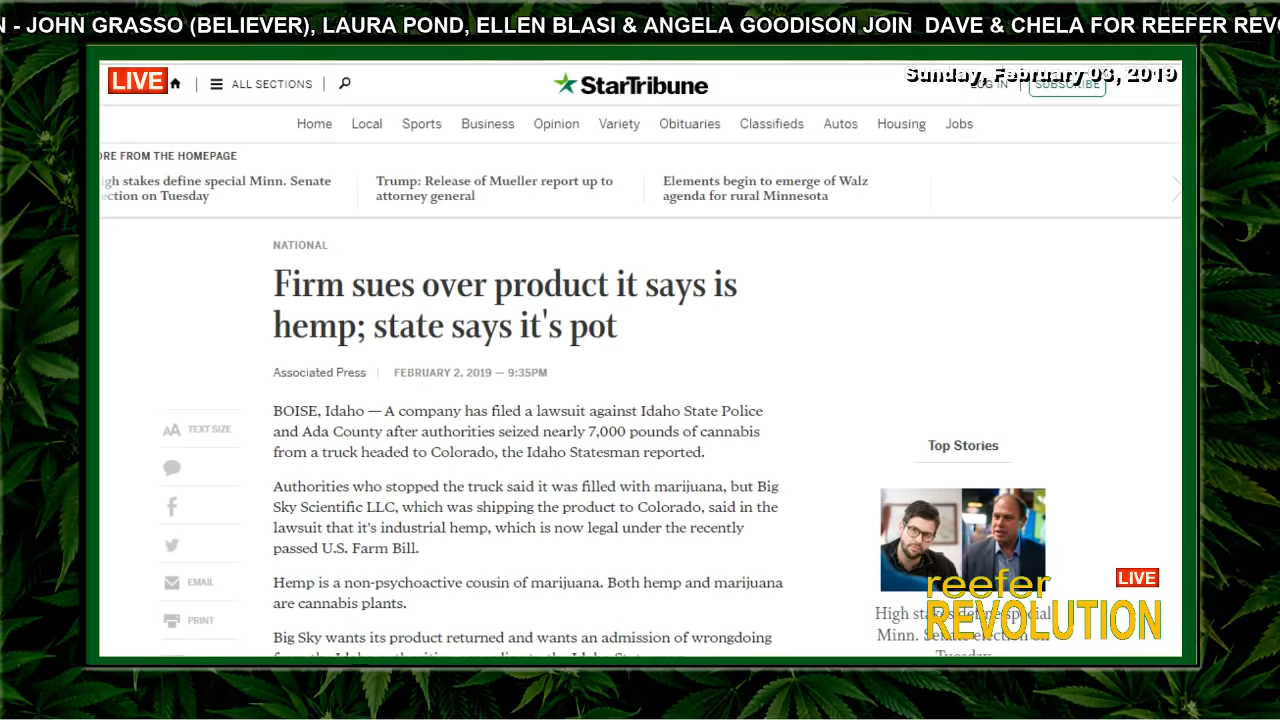 N - JOHN GRASSO (BELIEVER), LAURA POND, ELLEN BLASI & ANGELA GOODISON JOIN  DAVE & CHELA FOR REEFER REVO
LIVE
ALL SECTIONS
StarTribune
Sunday, February 03, 2019
LOG IN
SUBSCRIBE
Home
Local
Sports
Business
Opinion
Variety
Obituaries
Classifieds
Autos
Housing
Jobs
ORE FROM THE HOMEPAGE
igh stakes define special Minn. Senate
ection on Tuesday
Trump: Release of Mueller report up to
attorney general
Elements begin to emerge of Walz
agenda for rural Minnesota
NATIONAL
Firm sues over product it says is
hemp; state says it's pot
Associated Press
FEBRUARY 2, 2019 — 9:35PM
BOISE, Idaho — A company has filed a lawsuit against Idaho State Police
and Ada County after authorities seized nearly 7,000 pounds of cannabis
from a truck headed to Colorado, the Idaho Statesman reported.
Authorities who stopped the truck said it was filled with marijuana, but Big
Sky Scientific LLC, which was shipping the product to Colorado, said in the
lawsuit that it's industrial hemp, which is now legal under the recently
passed U.S. Farm Bill.
Hemp is a non-psychoactive cousin of marijuana. Both hemp and marijuana
are cannabis plants.
Big Sky wants its product returned and wants an admission of wrongdoing
AA TEXT SIZE
EMAIL
PRINT
Top Stories
High stakes define special
Minn. Senate election on
Tuesday
reefer
REVOLUTION
LIVE